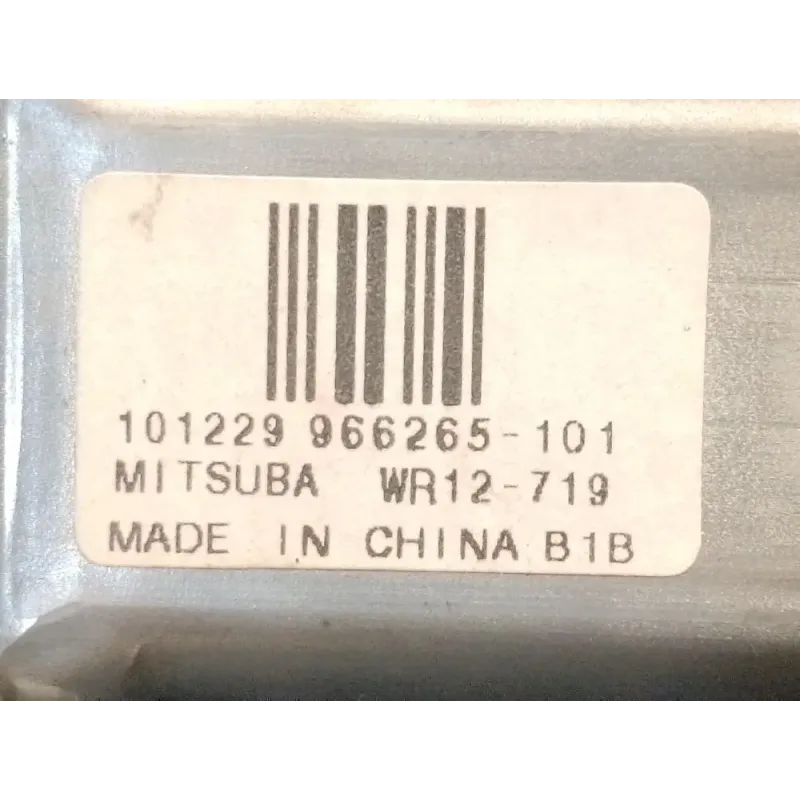 101229 966265-101
MITSUBA WR12-719
MADE IN CHINA B1B